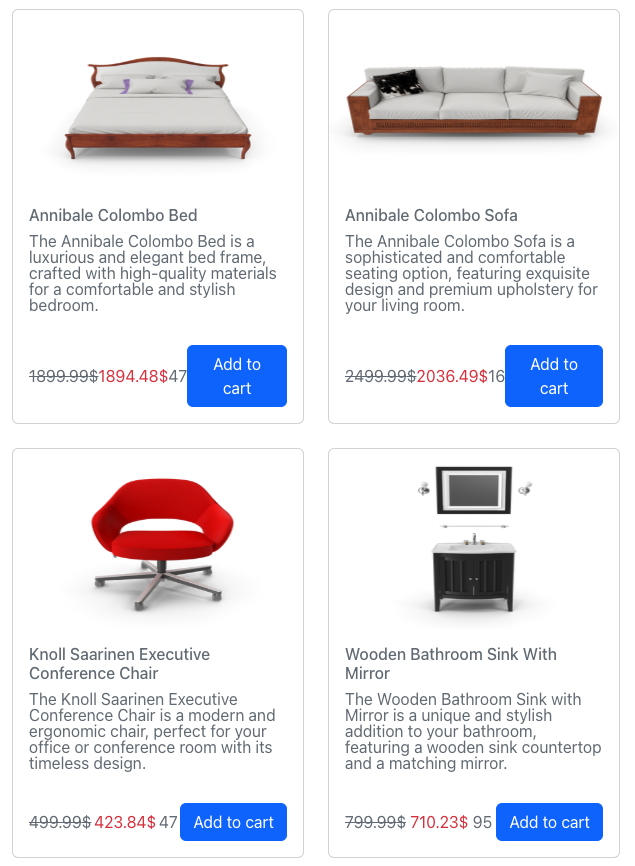 Annibale Colombo Bed
The Annibale Colombo Bed is a
luxurious and elegant bed frame,
crafted with high-quality materials
for a comfortable and stylish
bedroom.
1899.99$1894.48$47
Add to
cart
Annibale Colombo Sofa
The Annibale Colombo Sofa is a
sophisticated and comfortable
seating option, featuring exquisite
design and premium upholstery for
your living room.
2499.99$2036.49$16
Add to
cart
Knoll Saarinen Executive
Conference Chair
The Knoll Saarinen Executive
Conference Chair is a modern and
ergonomic chair, perfect for your
office or conference room with its
timeless design.
499.99$ 423.84$ 47 Add to cart
Wooden Bathroom Sink With
Mirror
The Wooden Bathroom Sink with
Mirror is a unique and stylish
addition to your bathroom,
featuring a wooden sink countertop
and a matching mirror.
799.99$ 710.23$ 95 Add to cart